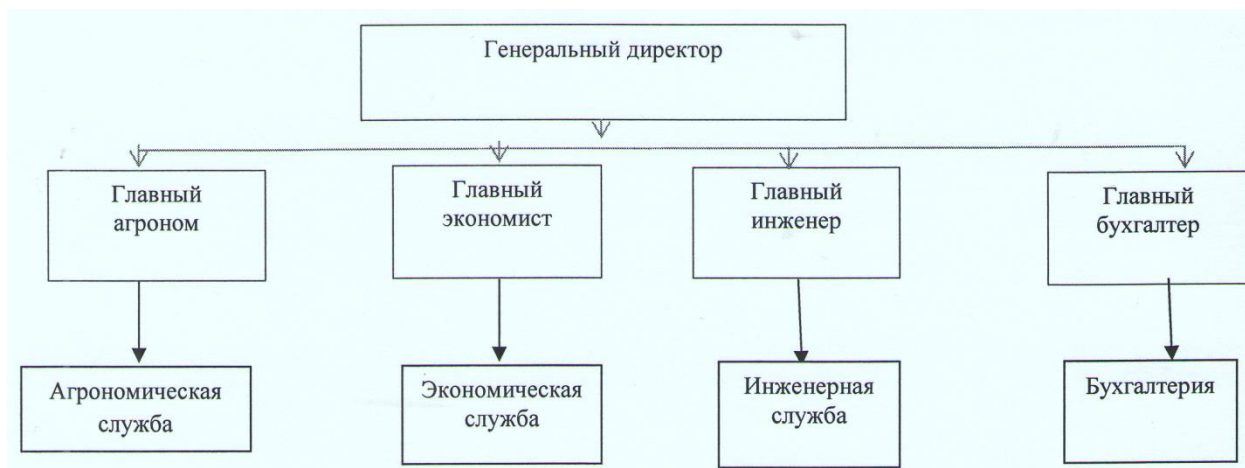 Генеральный директор
Главный
агроном
Главный
экономист
Главный
инженер
Главный
бухгалтер
Агрономическая
служба
Экономическая
служба
Инженерная
служба
Бухгалтерия